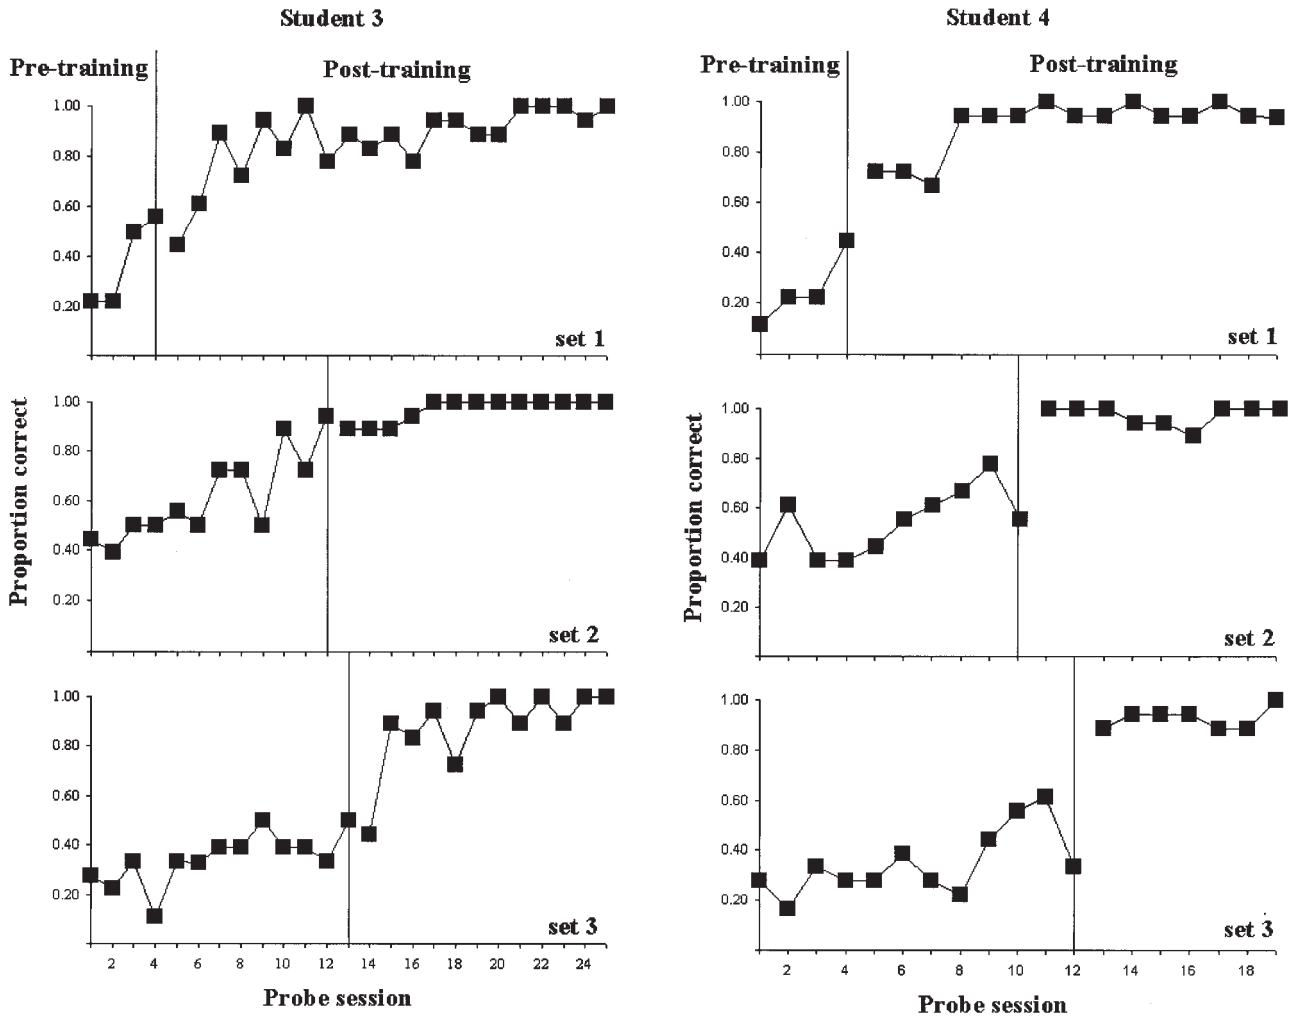 Student 3
Pre-training Post-training
1.00
0.80
0.60
0.40
0.20
set 1
Proportion correct
1.00
0.80
0.60
0.40
0.20
set 2
1.00
0.80
0.60
0.40
0.20
set 3
2 4 6 8 10 12 14 16 18 20 22 24
Probe session
Student 4
Pre-training Post-training
1.00
0.80
0.60
0.40
0.20
set 1
Proportion correct
1.00
0.80
0.60
0.40
0.20
set 2
1.00
0.80
0.60
0.40
0.20
set 3
2 4 6 8 10 12 14 16 18
Probe session